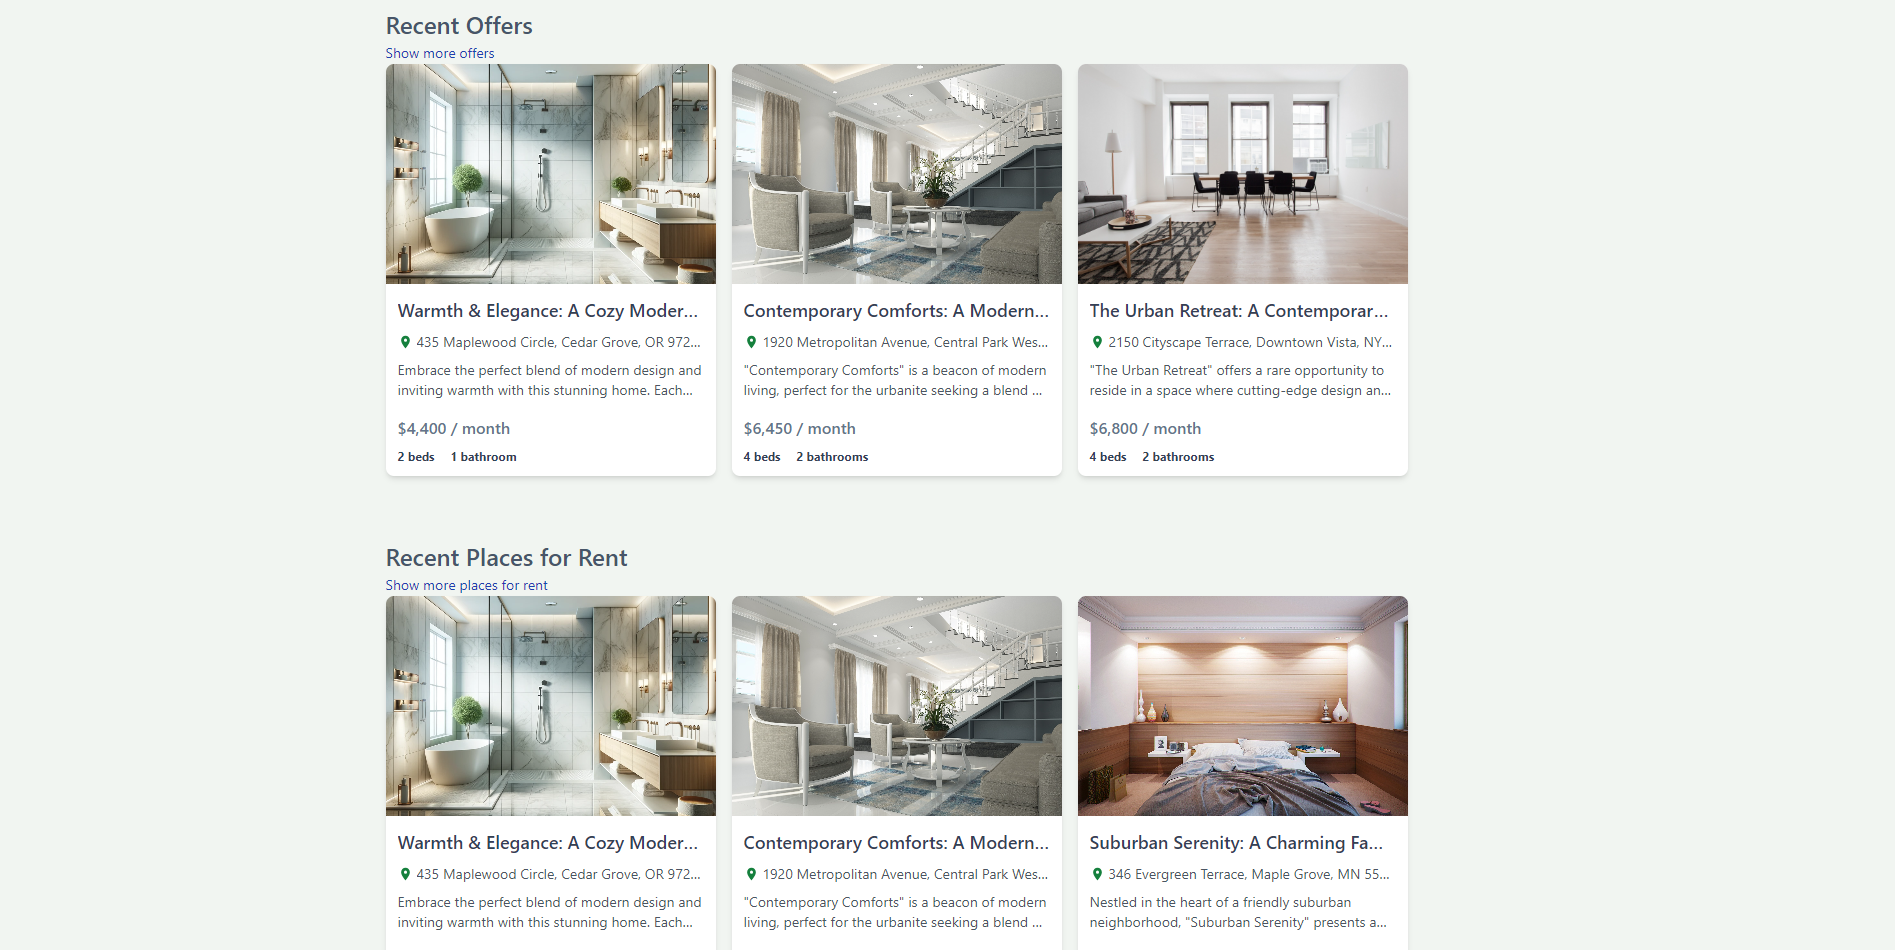 Recent Offers
Show more offers
Warmth & Elegance: A Cozy Moder...
435 Maplewood Circle, Cedar Grove, OR 972...
Embrace the perfect blend of modern design and
inviting warmth with this stunning home. Each...
$4,400 / month
2 beds 1 bathroom
Contemporary Comforts: A Modern...
1920 Metropolitan Avenue, Central Park Wes...
"Contemporary Comforts" is a beacon of modern
living, perfect for the urbanite seeking a blend ...
$6,450 / month
4 beds 2 bathrooms
The Urban Retreat: A Contemporar...
2150 Cityscape Terrace, Downtown Vista, NY...
"The Urban Retreat" offers a rare opportunity to
reside in a space where cutting-edge design an...
$6,800 / month
4 beds 2 bathrooms
Recent Places for Rent
Show more places for rent
Warmth & Elegance: A Cozy Moder...
435 Maplewood Circle, Cedar Grove, OR 972...
Embrace the perfect blend of modern design and
inviting warmth with this stunning home. Each...
Contemporary Comforts: A Modern...
1920 Metropolitan Avenue, Central Park Wes...
"Contemporary Comforts" is a beacon of modern
living, perfect for the urbanite seeking a blend ...
Suburban Serenity: A Charming Fa...
346 Evergreen Terrace, Maple Grove, MN 55...
Nestled in the heart of a friendly suburban
neighborhood, "Suburban Serenity" presents a...